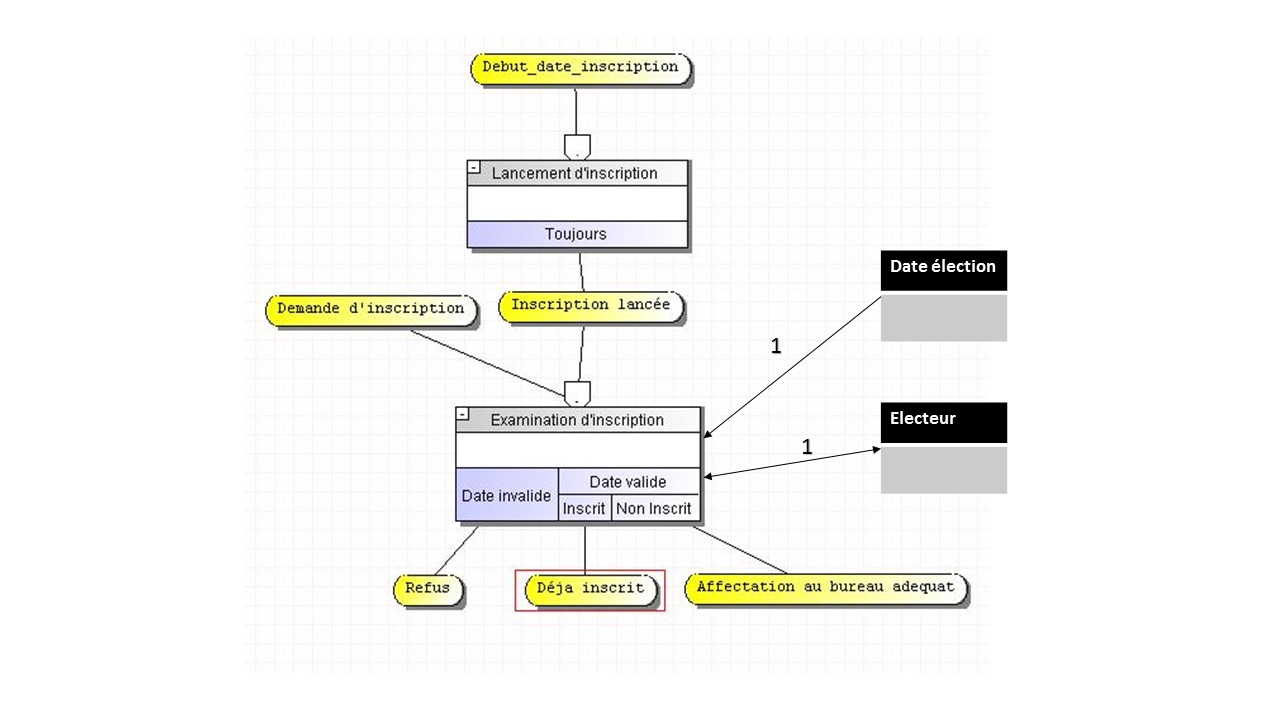 Debut_date_inscription
-
Lancement d'inscription
Toujours
Date élection
Demande d'inscription
Inscription lancée
1
-
Examination d'inscription
Electeur
1
Date invalide
Date valide
Inscrit
Non Inscrit
Refus
Déja inscrit
Affectation au bureau adequat